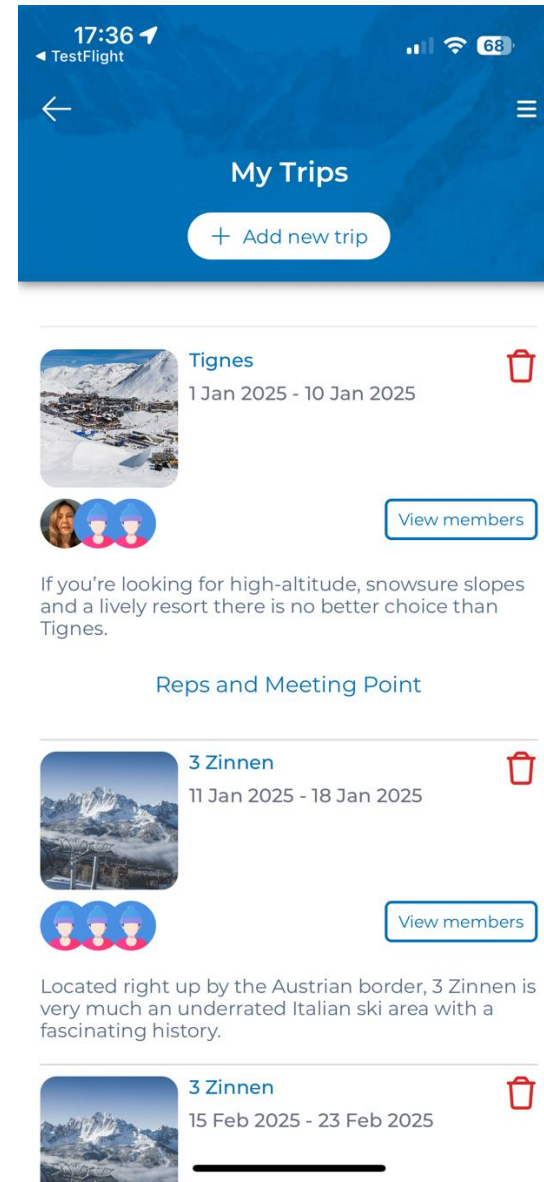 17:36
◀ TestFlight
68
My Trips
+ Add new trip
Tignes
1 Jan 2025 - 10 Jan 2025
View members
If you’re looking for high-altitude, snowsure slopes
and a lively resort there is no better choice than
Tignes.
Reps and Meeting Point
3 Zinnen
11 Jan 2025 - 18 Jan 2025
View members
Located right up by the Austrian border, 3 Zinnen is
very much an underrated Italian ski area with a
fascinating history.
3 Zinnen
15 Feb 2025 - 23 Feb 2025